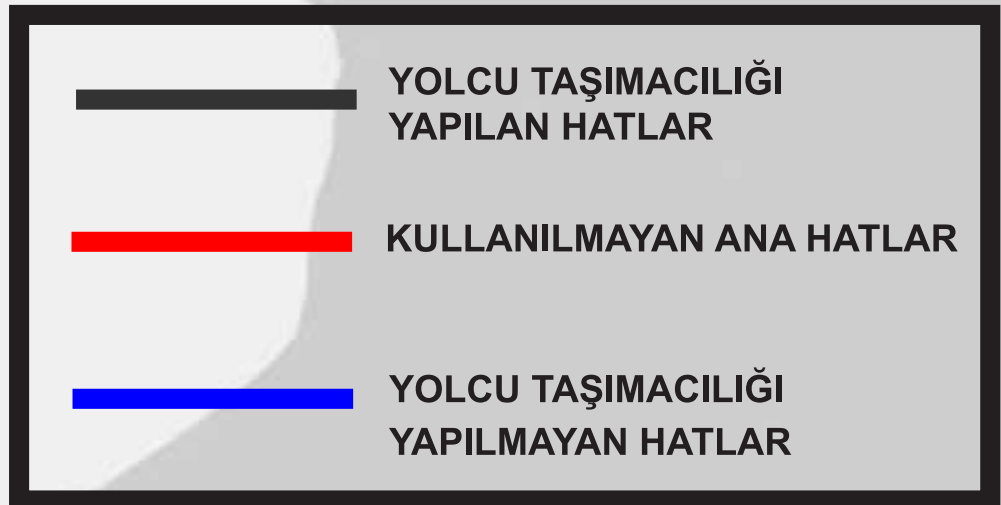 YOLCU TAŞIMACILIĞI
YAPILAN HATLAR
KULLANILMAYAN ANA HATLAR
YOLCU TAŞIMACILIĞI
YAPILMAYAN HATLAR